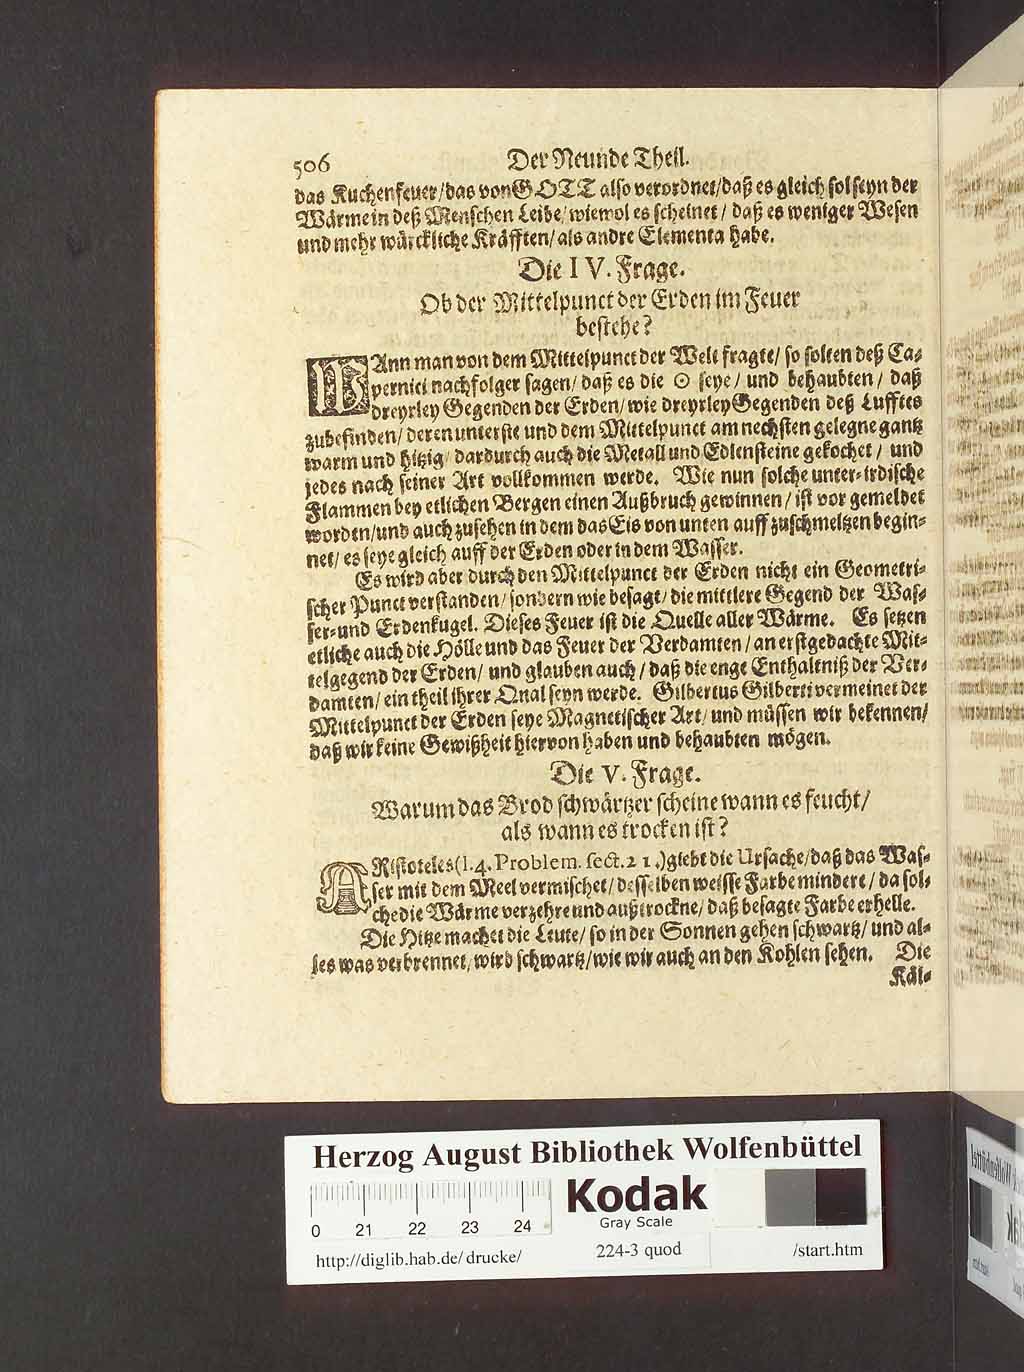 506 Der Neunde Theil.
das Kuchenfeuer/das von GOTT also verordnet/daß es gleich sol seyn der
Wärme in deß Menschen Leibe/ wiewol es scheinet/ daß es weniger Wesen
und mehr würckliche Kräfften/ als andre Elementa habe.
Die IV. Frage.
Ob der Mittelpunct der Erden im Feuer
bestehe?
WAnn man von dem Mittelpunct der Welt fragte/ so solten deß Ca-
pernici nachfolger sagen/ daß es die ☉ seye/ und behaubten/ daß
dreyrley Gegenden der Erden/ wie dreyrley Gegenden deß Lufftes
zubefinden/ deren unterste und dem Mittelpunct am nechsten gelegne gantz
warm und hitzig/ dardurch auch die Metall und Edlensteine gekochet/ und
jedes nach seiner Art vollkommen werde. Wie nun solche unter-irdische
Flammen bey etlichen Bergen einen Außbruch gewinnen/ ist vor gemeldet
worden/und auch zusehen in dem das Eis von unten auff zuschmeltzen begin-
net/ es seye gleich auff der Erden oder in dem Wasser.
Es wird aber durch den Mittelpunct der Erden nicht ein Geometri-
scher Punct verstanden/ sondern wie besagt/ die mittlere Gegend der Was-
ser- und Erdenkugel. Dieses Feuer ist die Quelle aller Wärme. Es setzen
etliche auch die Hölle und das Feuer der Verdamten/ an erstgedachte Mit-
telgegend der Erden/ und glauben auch/ daß die enge Enthaltniß der Ver-
damten/ ein theil ihrer Qual seyn werde. Gilbertus Gilberti vermeinet der
Mittelpunct der Erden seye Magnetischer Art/ und müssen wir bekennen/
daß wir keine Gewißheit hiervon haben und behaubten mögen.
Die V. Frage.
Warum das Brod schwärtzer scheine wann es feucht/
als wann es trocken ist?
ARistoteles (l. 4. Problem. sect. 21.) giebt die Ursache/daß das Was-
ser mit dem Meel vermischet/ desselben weisse Farbe mindere/ da sol-
che die Wärme verzehre und außtrockne/ daß besagte Farbe erhelle.
Die Hitze machet die Leute/ so in der Sonnen gehen schwartz/ und al-
les was verbrennet, wird schwartz/ wie wir auch an den Kohlen sehen. Die
Käl-
Herzog August Bibliothek Wolfenbüttel
0 21 22 23 24
Kodak
Gray Scale
http://diglib.hab.de/ drucke/ 224-3 quod /start.htm